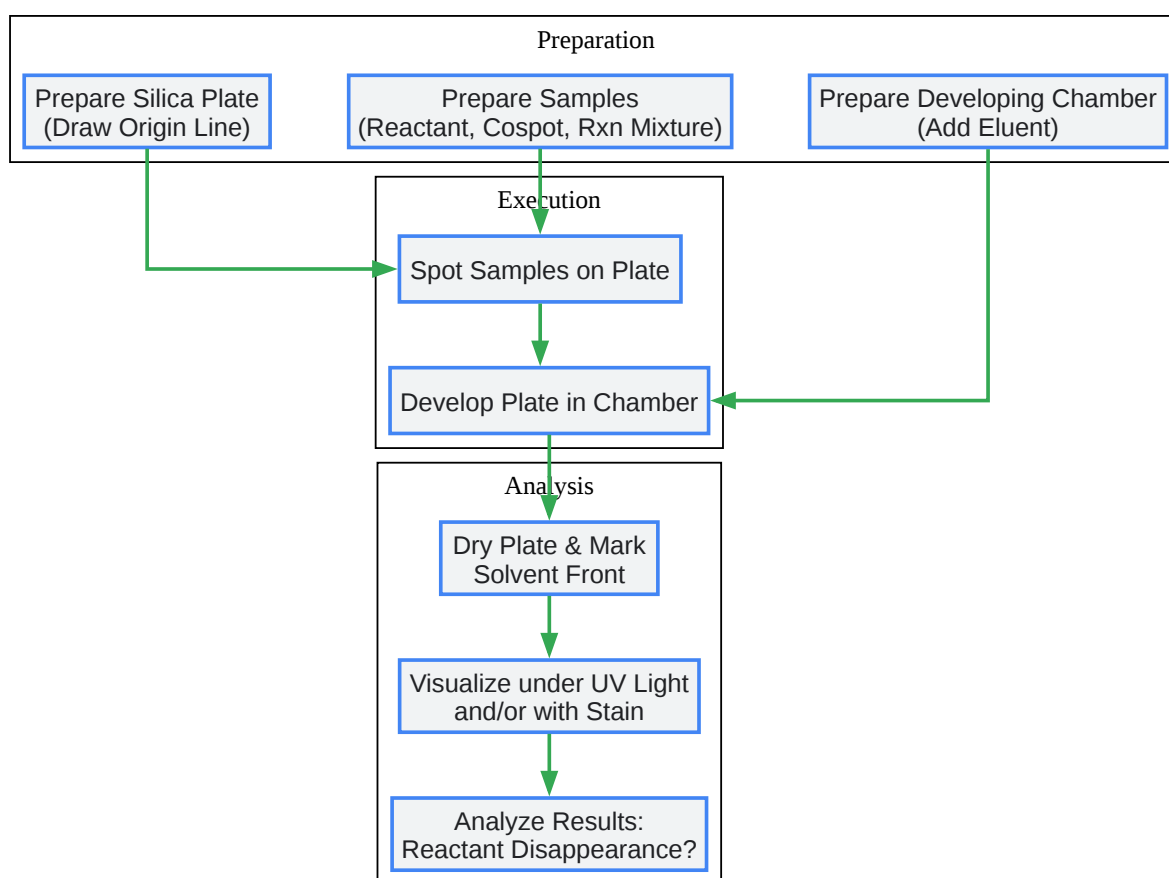 Preparation
Prepare Silica Plate
(Draw Origin Line)
Prepare Samples
(Reactant, Cospot, Rxn Mixture)
Prepare Developing Chamber
(Add Eluent)
Execution
Spot Samples on Plate
Develop Plate in Chamber
Analysis
Dry Plate & Mark
Solvent Front
Visualize under UV Light
and/or with Stain
Analyze Results:
Reactant Disappearance?